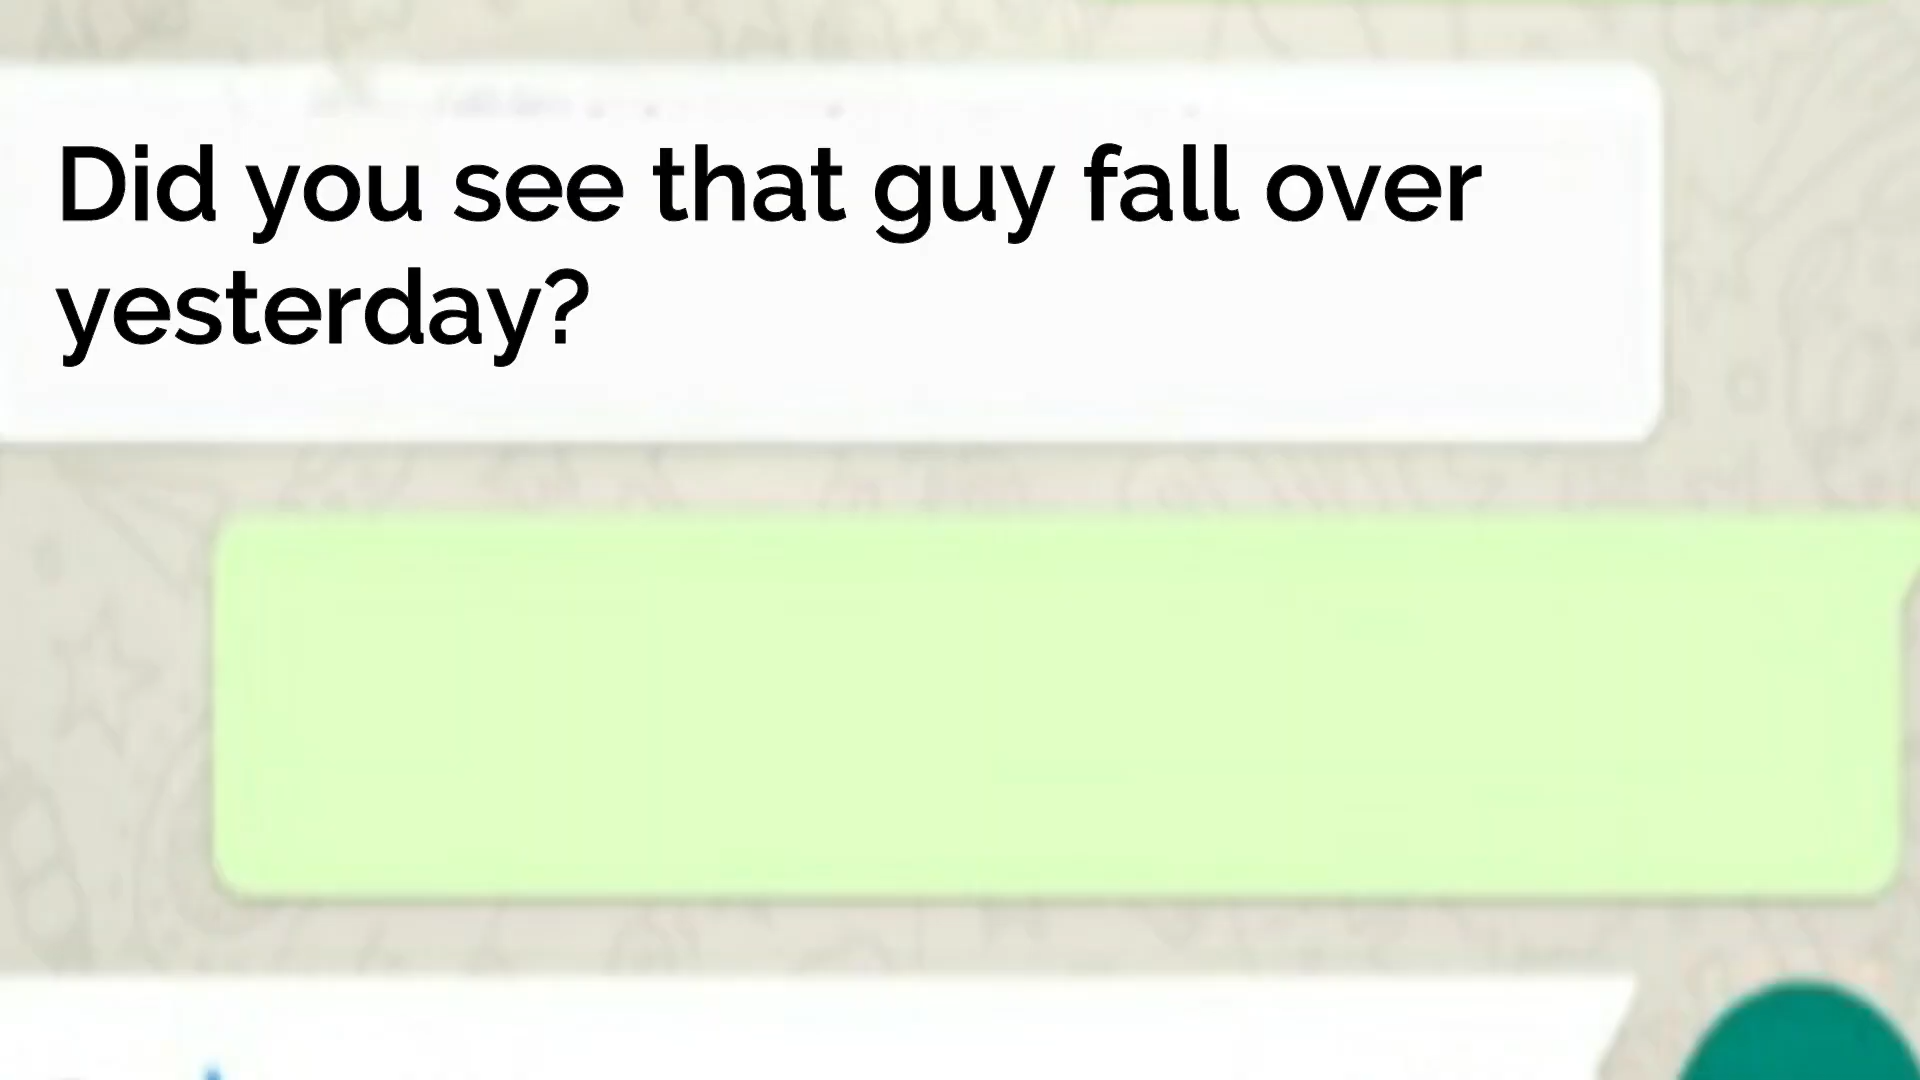 Did you see that guy fall over
yesterday?